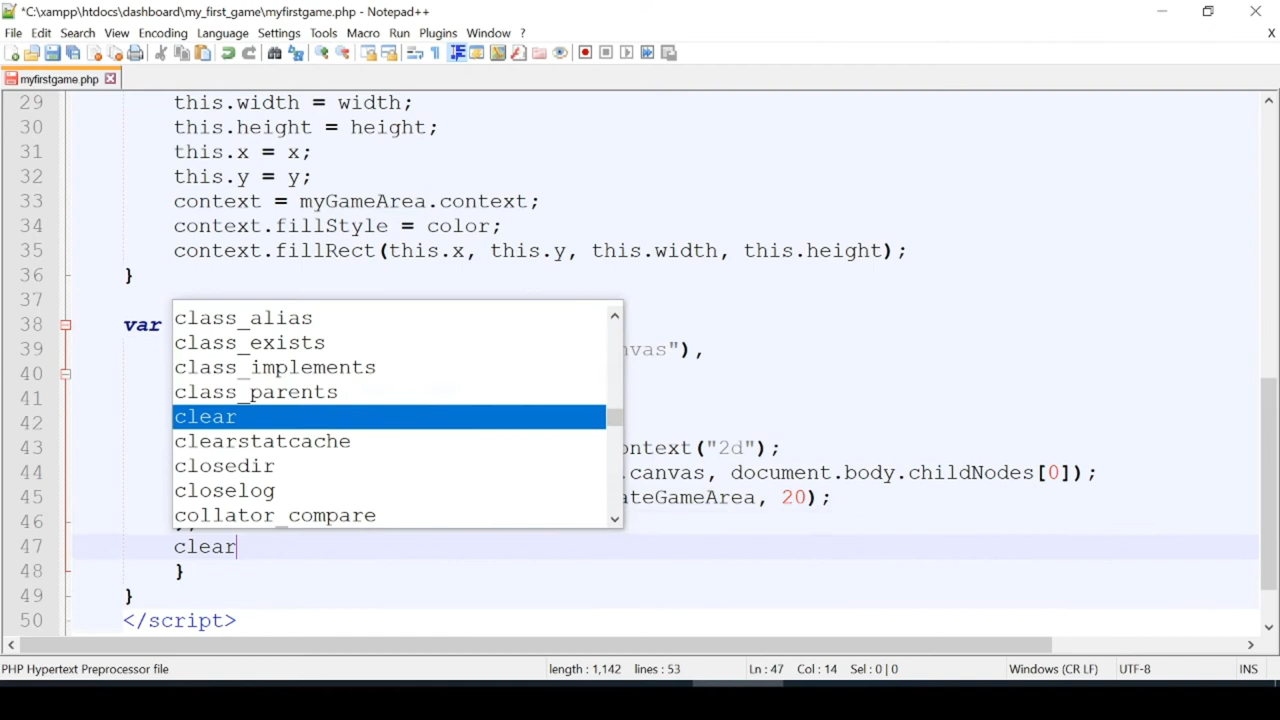 *C:\xampp\htdocs\dashboard\my_first_game\myfirstgame.php - Notepad++
File Edit Search View Encoding Language Settings Tools Macro Run Plugins Window ? X
myfirstgame.php
29 this.width = width;
30 this.height = height;
31 this.x = x;
32 this.y = y;
33 context = myGameArea.context;
34 context.fillStyle = color;
35 context.fillRect(this.x, this.y, this.width, this.height);
36 }
37
class_alias
38 var
class_exists
39 nvas"),
class_implements
40
class_parents
41
clear
42
clearstatcache
43 ontext("2d");
closedir
44 .canvas, document.body.childNodes[0]);
closelog
45 ateGameArea, 20);
collator_compare
46
47 clear
48 }
49 }
50 </script>
PHP Hypertext Preprocessor file length : 1,142 lines : 53 Ln : 47 Col : 14 Sel : 0 | 0 Windows (CR LF) UTF-8 INS